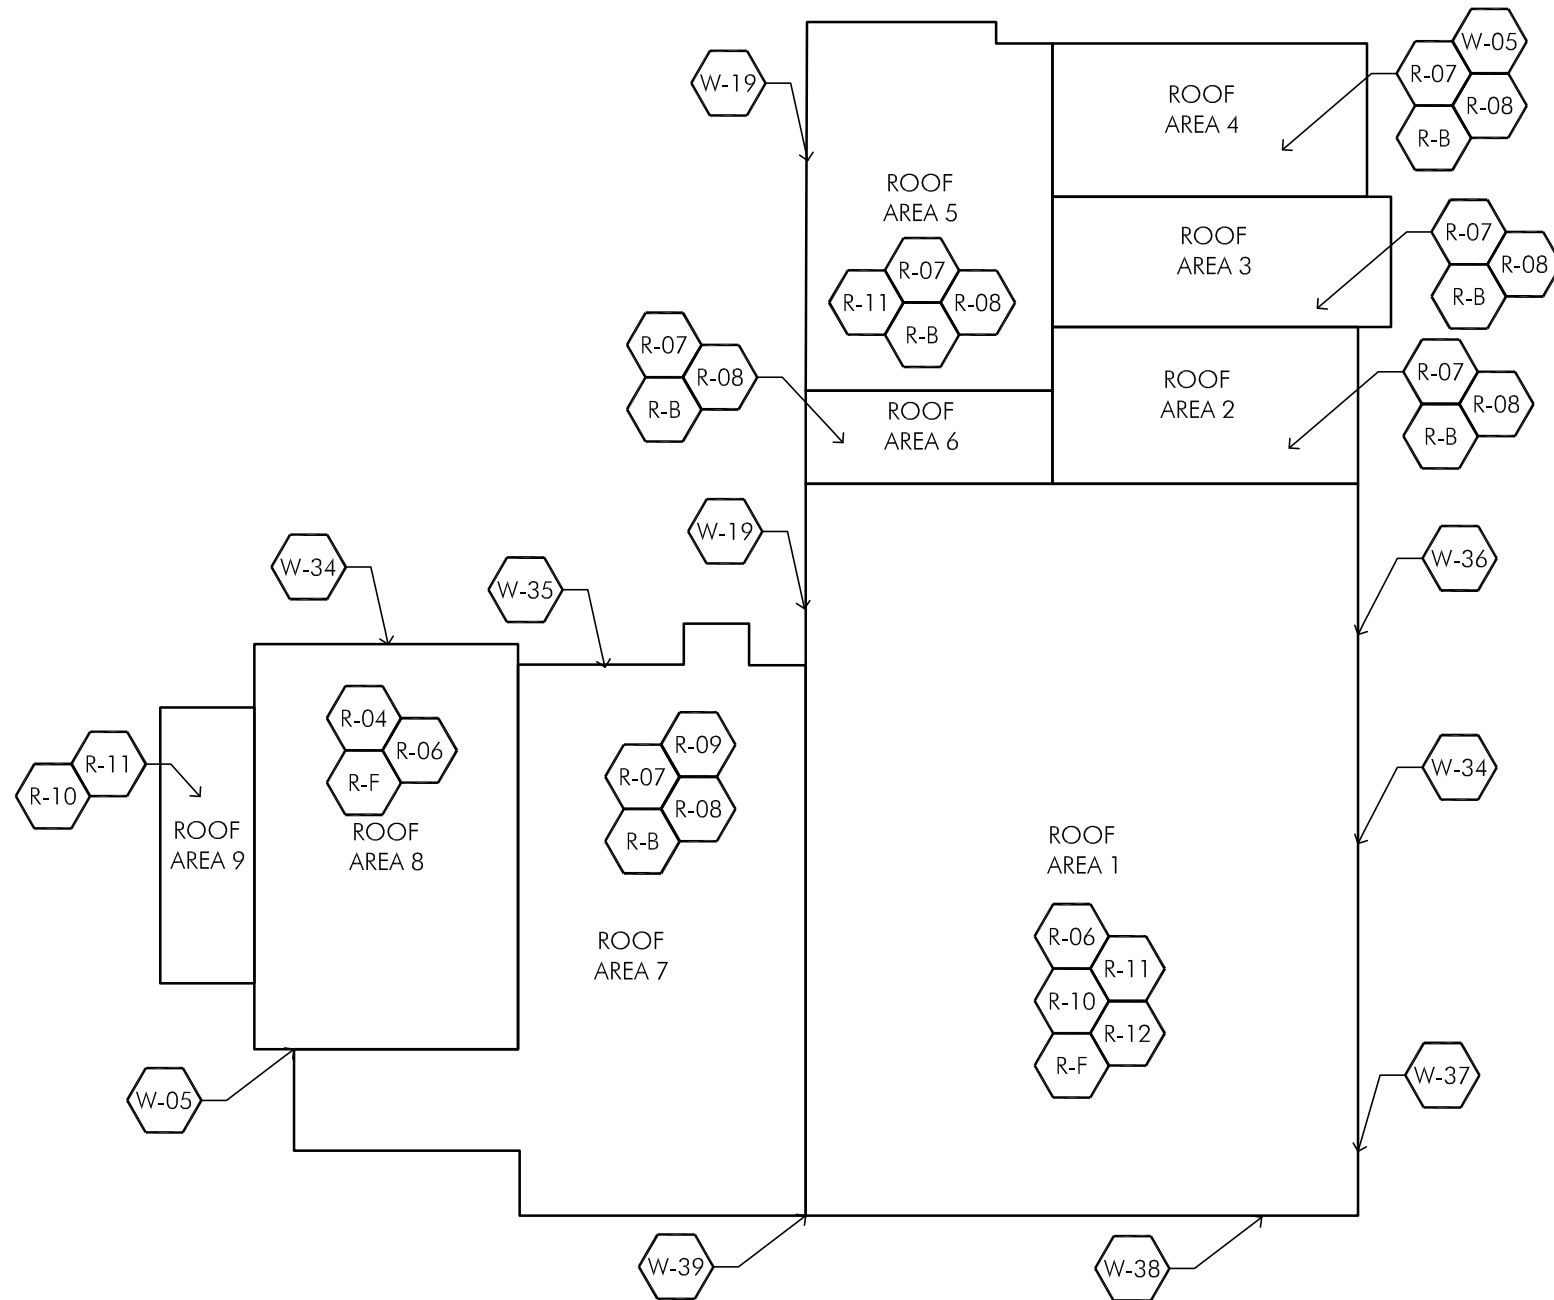 W-05
R-07
R-08
R-B
W-19
ROOF
AREA 4
ROOF
AREA 5
R-07
R-11
R-08
R-B
ROOF
AREA 3
R-07
R-08
R-B
R-07
R-08
R-B
ROOF
AREA 6
ROOF
AREA 2
R-07
R-08
R-B
W-19
W-34
W-35
W-36
R-04
R-06
R-F
R-09
R-07
R-08
R-B
R-11
R-10
ROOF
AREA 9
ROOF
AREA 8
ROOF
AREA 7
W-34
ROOF
AREA 1
R-06
R-11
R-10
R-12
R-F
W-05
W-37
W-39
W-38